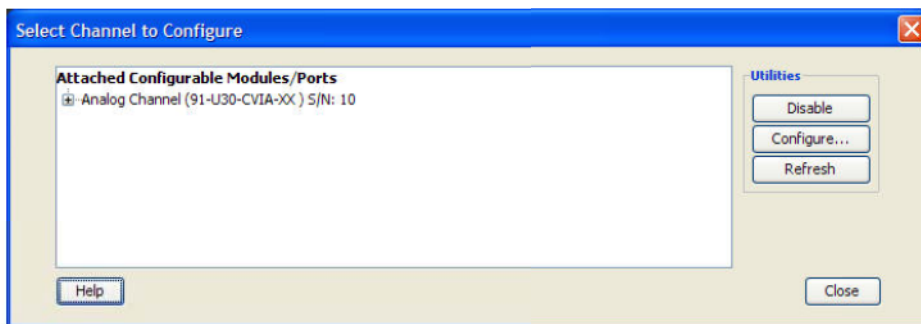 Select Channel to Configure
Attached Configurable Modules/Ports
Analog Channel (91-U30-CVIA-XX ) S/N: 10
Utilities
Disable
Configure...
Refresh
Help
Close